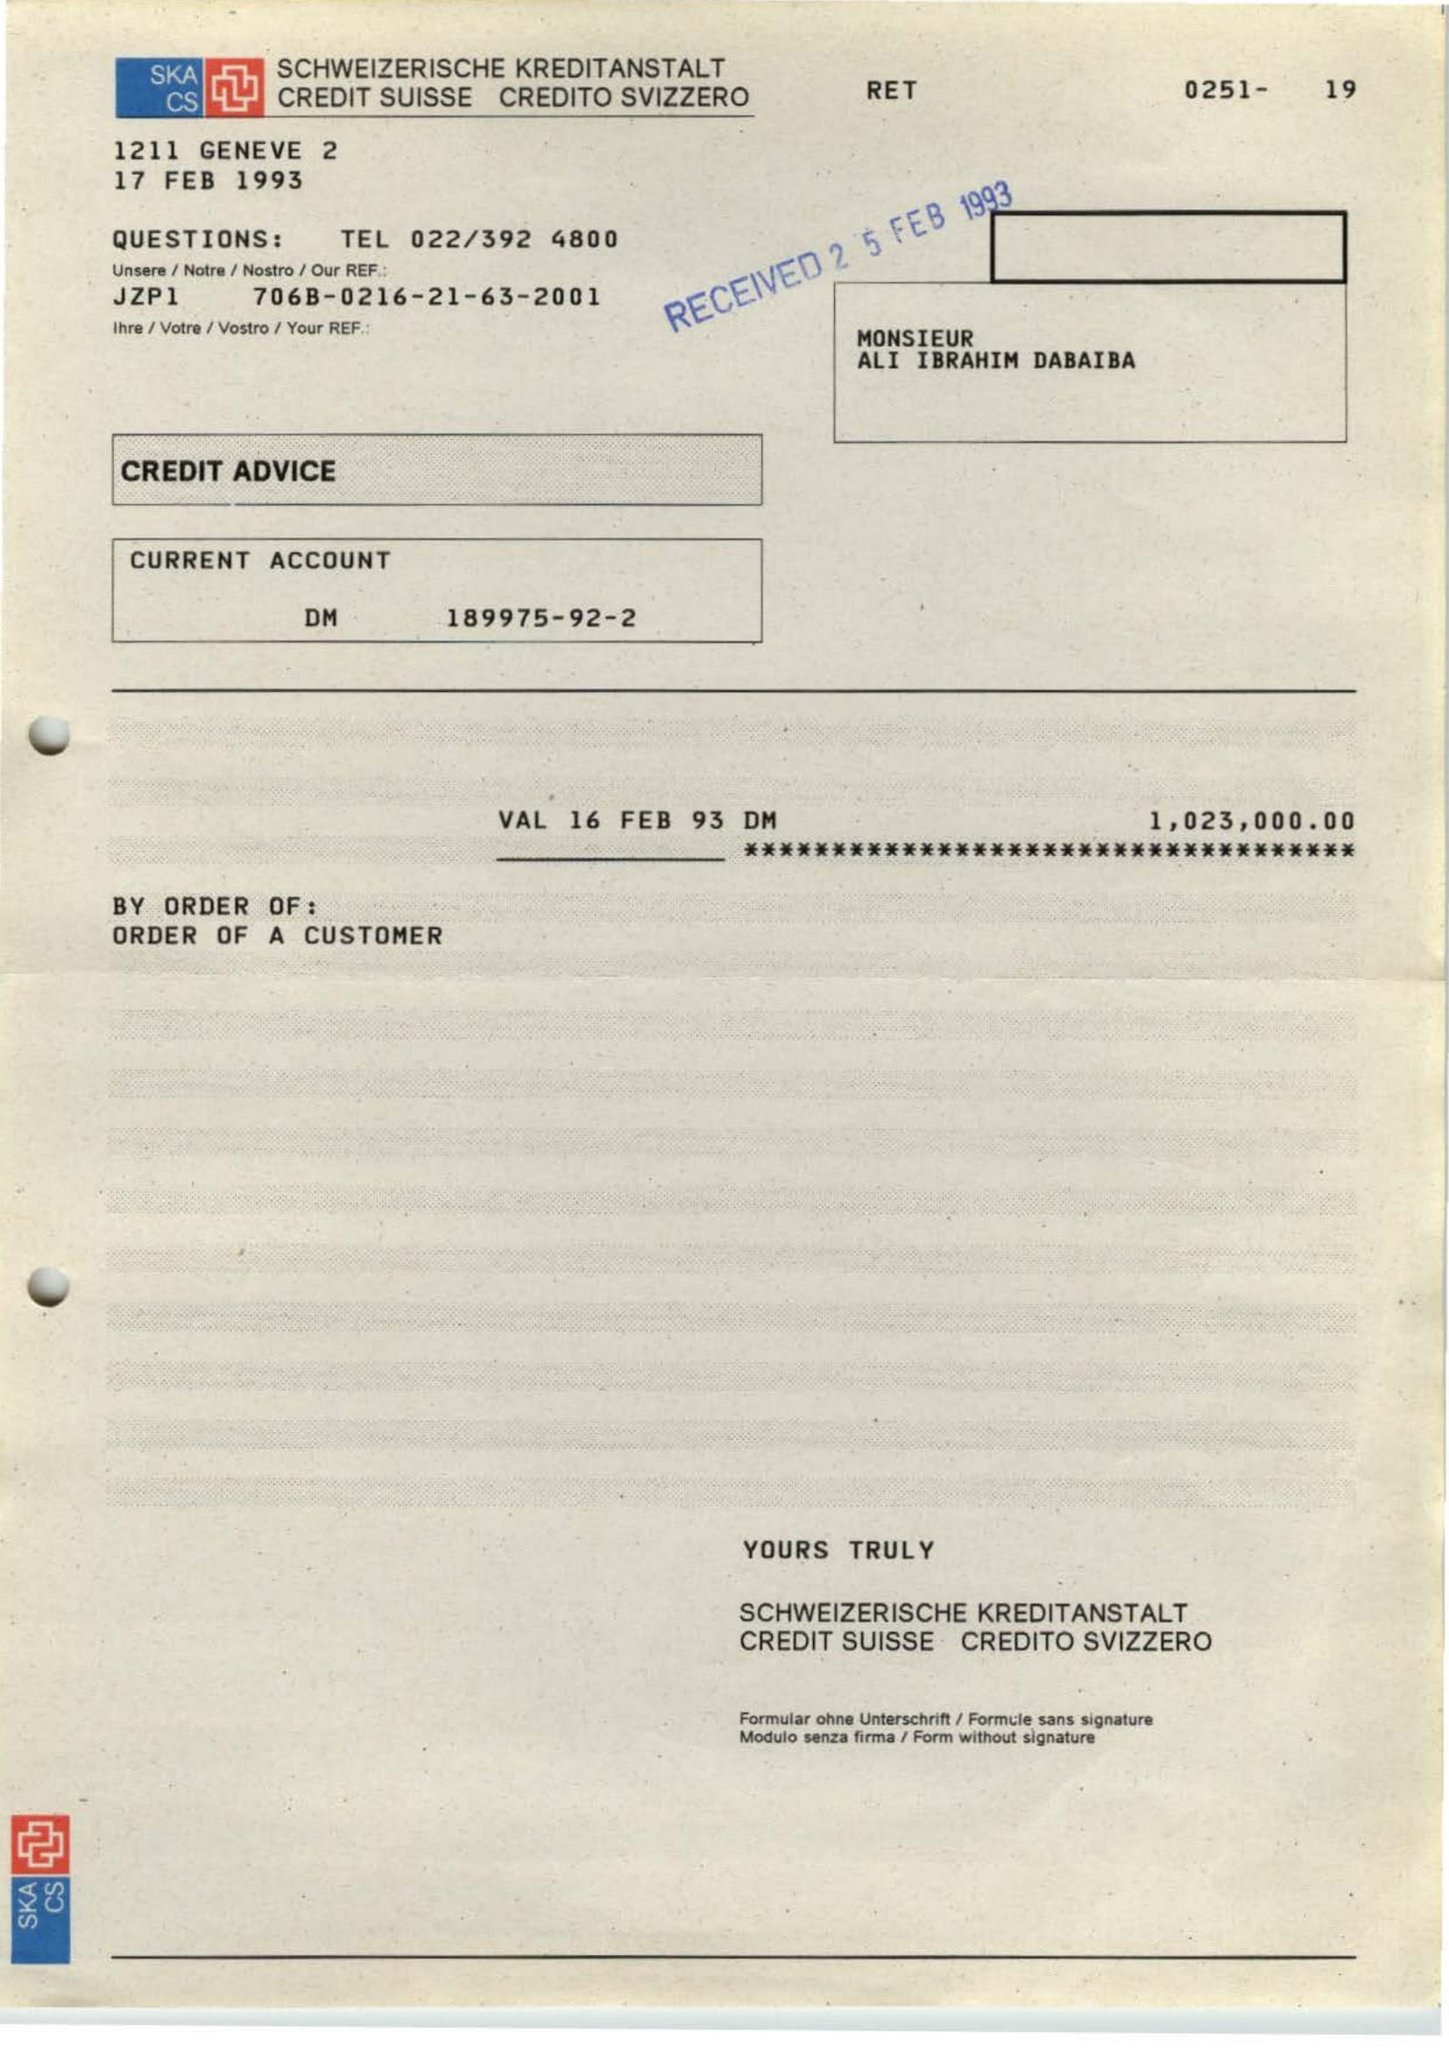 SKA CS
SCHWEIZERISCHE KREDITANSTALT
CREDIT SUISSE CREDITO SVIZZERO
RET 0251- 19
1211 GENEVE 2
17 FEB 1993
RECEIVED 25 FEB 1993
QUESTIONS: TEL 022/392 4800
Unsere / Notre / Nostro / Our REF.:
JZP1 706B-0216-21-63-2001
Ihre / Votre / Vostro / Your REF.:
MONSIEUR
ALI IBRAHIM DABAIBA
CREDIT ADVICE
CURRENT ACCOUNT
DM 189975-92-2
VAL 16 FEB 93 DM 1,023,000.00
***********************************
BY ORDER OF:
ORDER OF A CUSTOMER
YOURS TRULY
SCHWEIZERISCHE KREDITANSTALT
CREDIT SUISSE CREDITO SVIZZERO
Formular ohne Unterschrift / Formule sans signature
Modulo senza firma / Form without signature
SKA CS